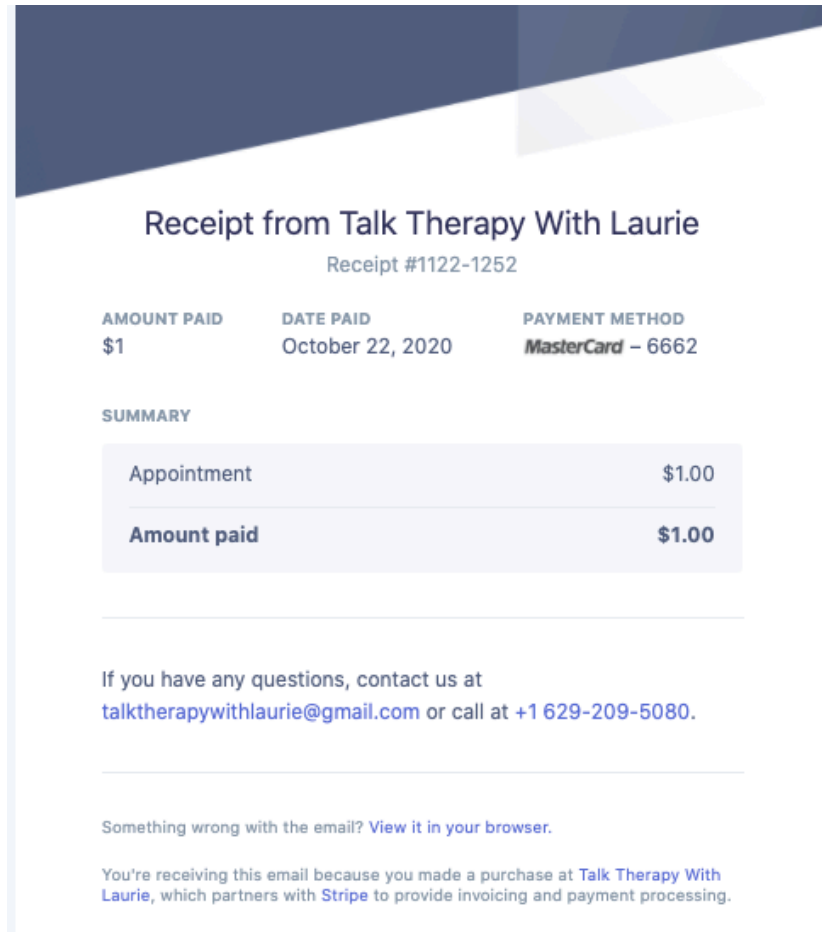 Receipt from Talk Therapy With Laurie
Receipt #1122-1252
AMOUNT PAID DATE PAID PAYMENT METHOD
$1 October 22, 2020 MasterCard – 6662
SUMMARY
Appointment $1.00
Amount paid $1.00
If you have any questions, contact us at
talktherapywithlaurie@gmail.com or call at +1 629-209-5080.
Something wrong with the email? View it in your browser.
You're receiving this email because you made a purchase at Talk Therapy With
Laurie, which partners with Stripe to provide invoicing and payment processing.